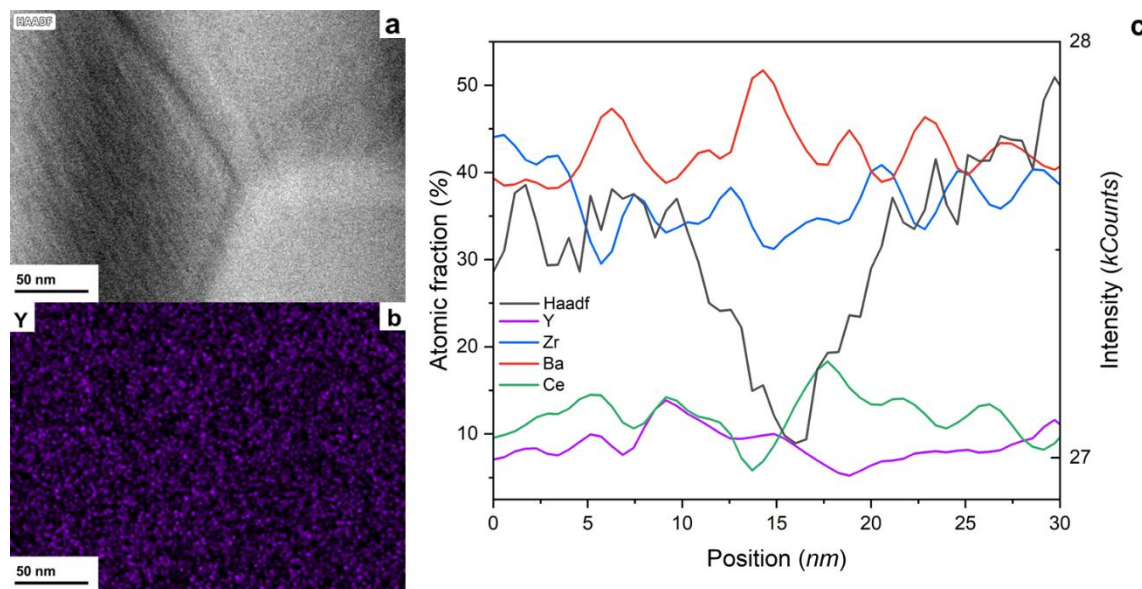 HAADF
a
50 nm
Y
b
50 nm
c
Atomic fraction (%)
50
40
30
20
10
Haadf
Y
Zr
Ba
Ce
28
27
Intensity (kCounts)
0
5
10
15
20
25
30
Position (nm)